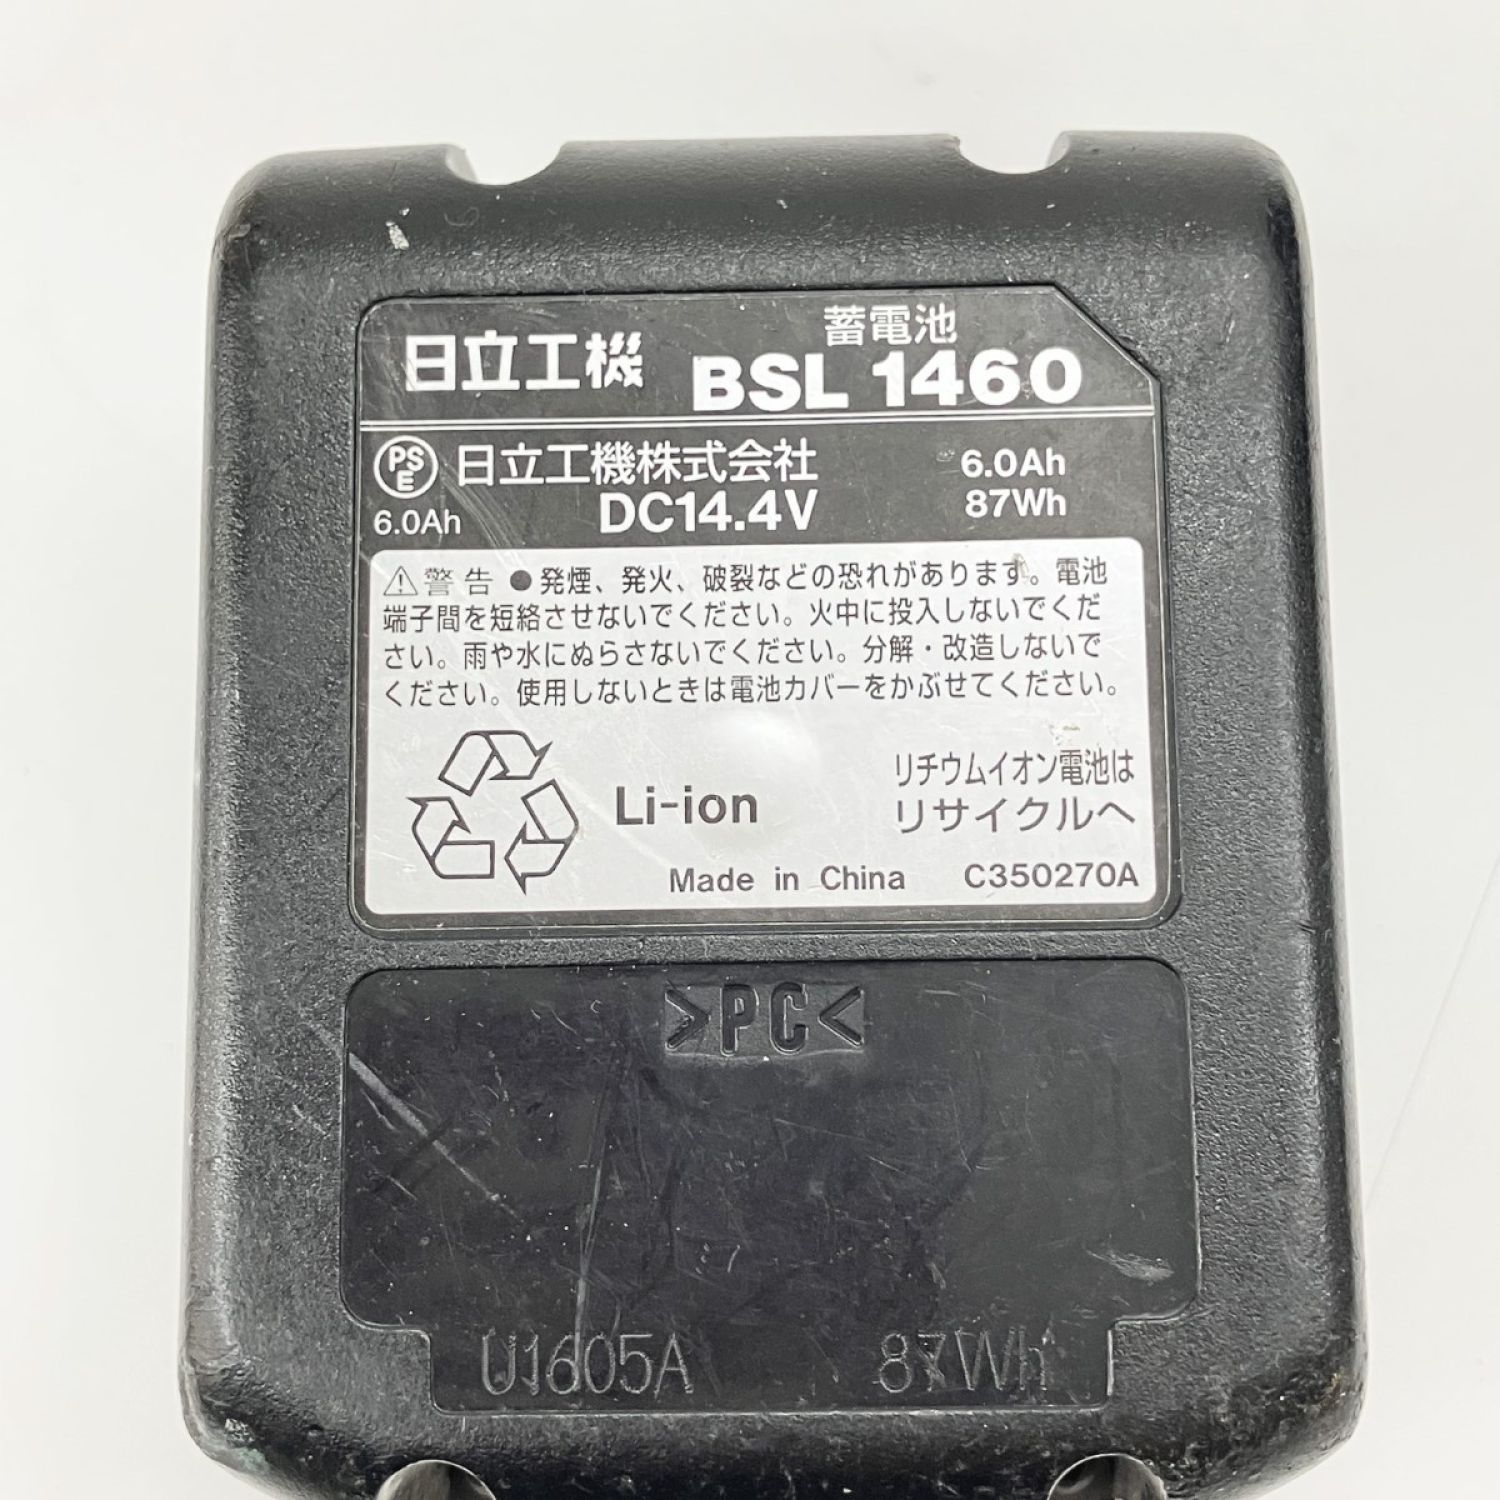 蓄電池
日立工機 BSL 1460
PSE 日立工機株式会社 6.0Ah
6.0Ah DC14.4V 87Wh
⚠警告 ●発煙、発火、破裂などの恐れがあります。電池
端子間を短絡させないでください。火中に投入しないでくだ
さい。雨や水にぬらさないでください。分解・改造しないで
ください。使用しないときは電池カバーをかぶせてください。
リチウムイオン電池は
Li-ion リサイクルへ
Made in China C350270A
>PC<
U1605A 87Wh